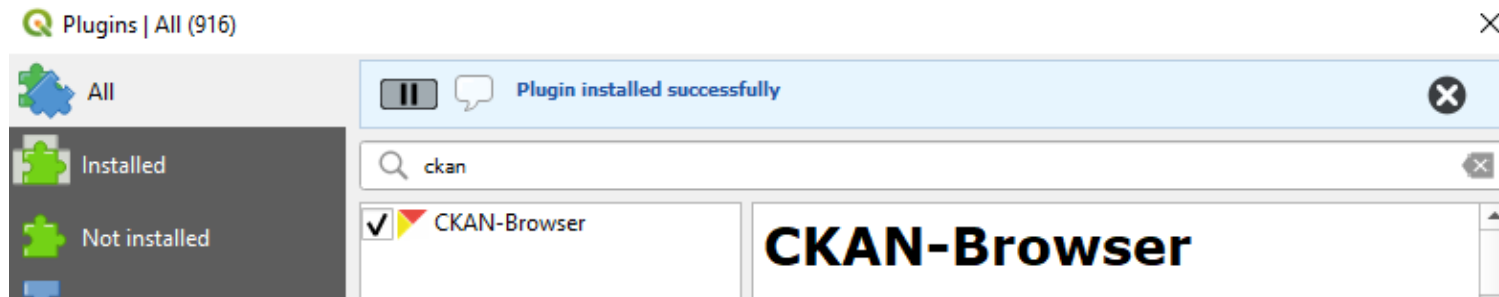 Plugins | All (916)
All
Plugin installed successfully
Installed
ckan
Not installed
CKAN-Browser
CKAN-Browser